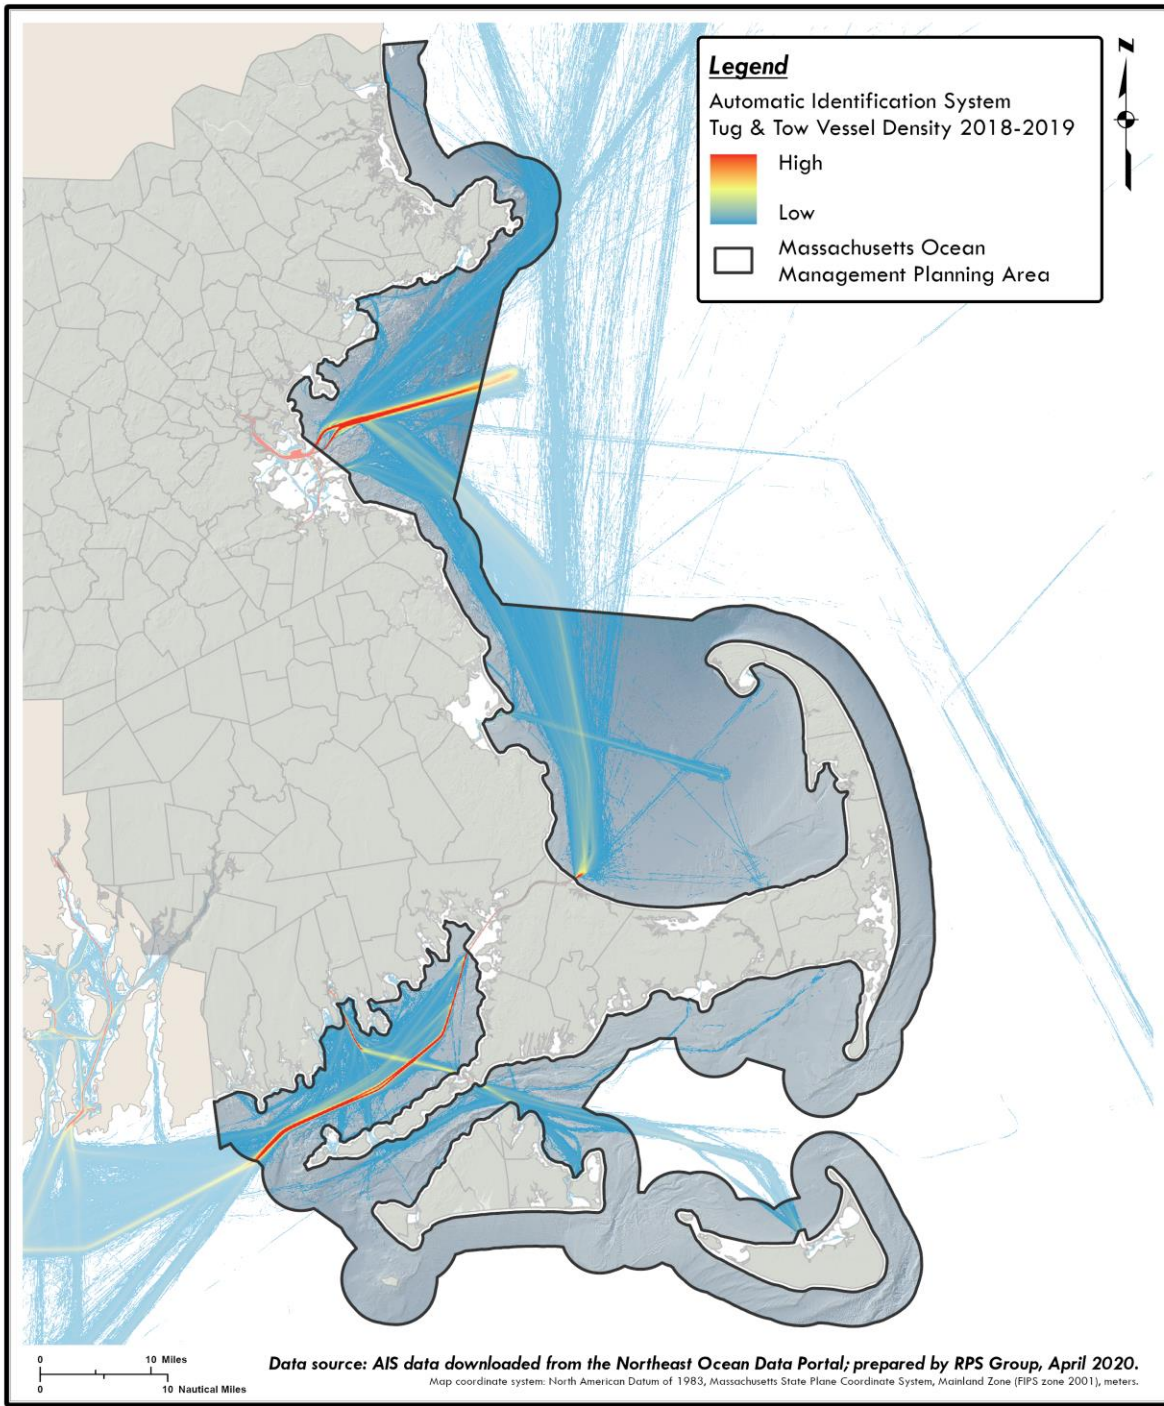 N
Legend
Automatic Identification System
Tug & Tow Vessel Density 2018-2019
High
Low
Massachusetts Ocean
Management Planning Area
0 10 Miles
0 10 Nautical Miles
Data source: AIS data downloaded from the Northeast Ocean Data Portal; prepared by RPS Group, April 2020.
Map coordinate system: North American Datum of 1983, Massachusetts State Plane Coordinate System, Mainland Zone (FIPS zone 2001), meters.